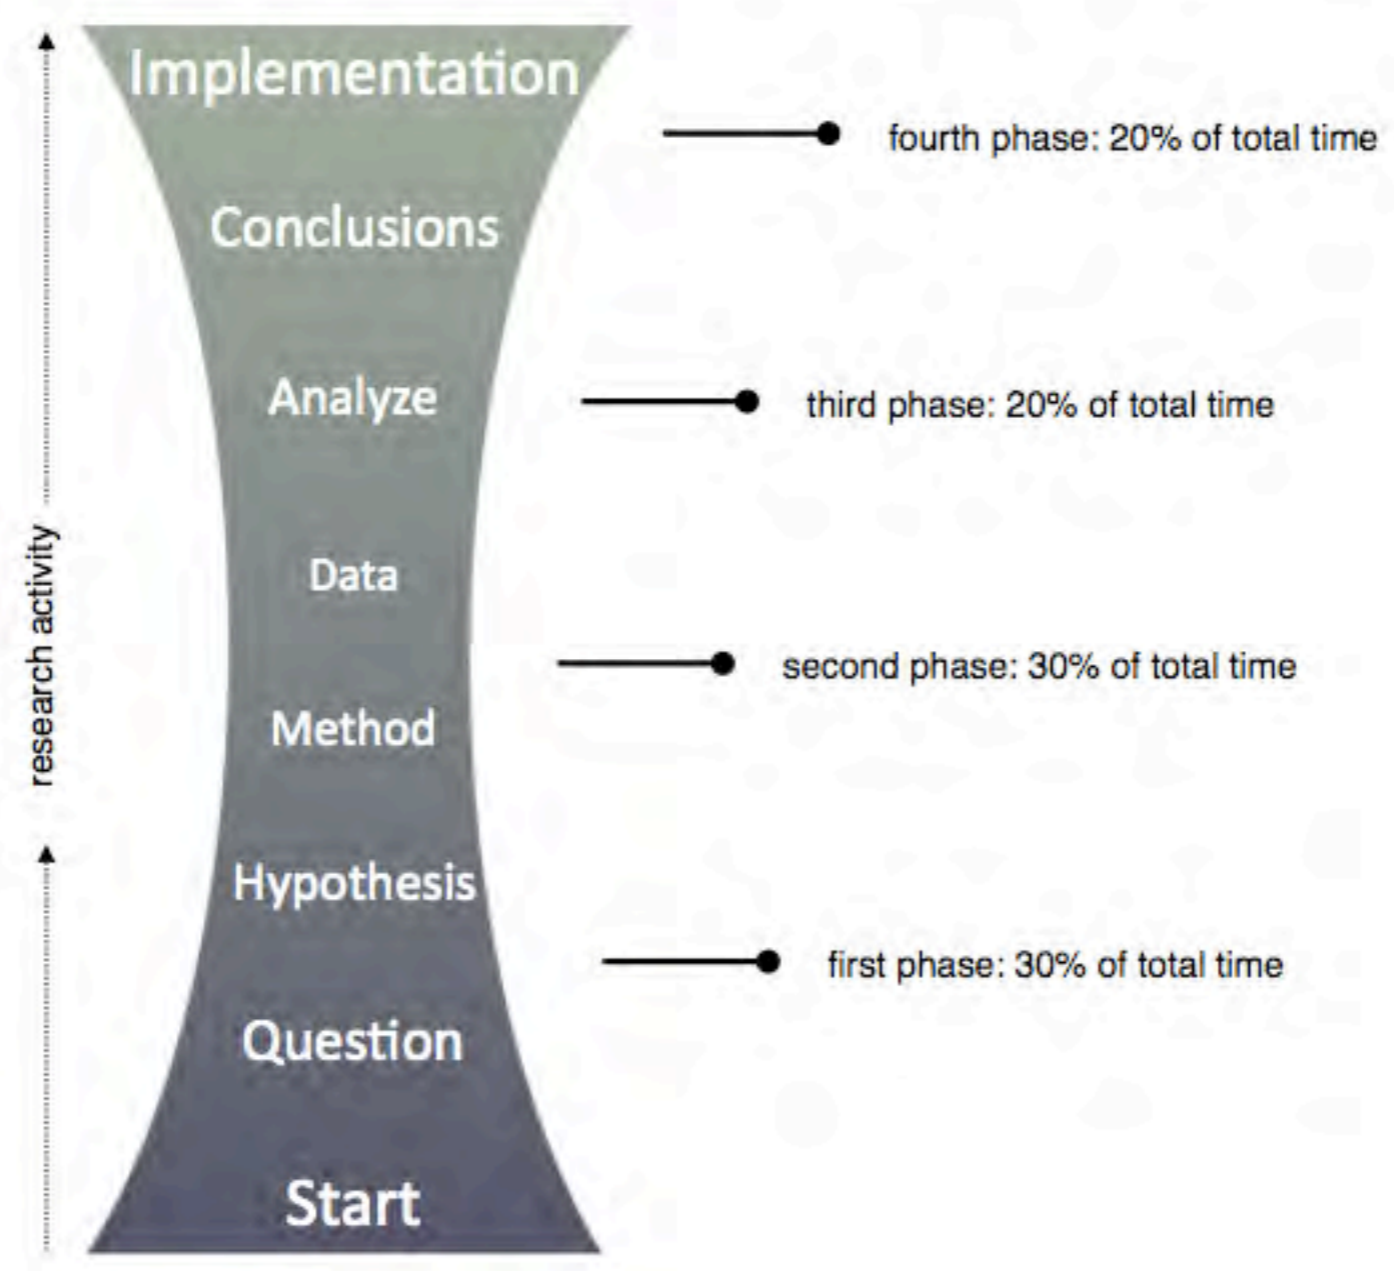 Implementation
fourth phase: 20% of total time
Conclusions
Analyze
third phase: 20% of total time
Data
research activity
second phase: 30% of total time
Method
Hypothesis
first phase: 30% of total time
Question
Start